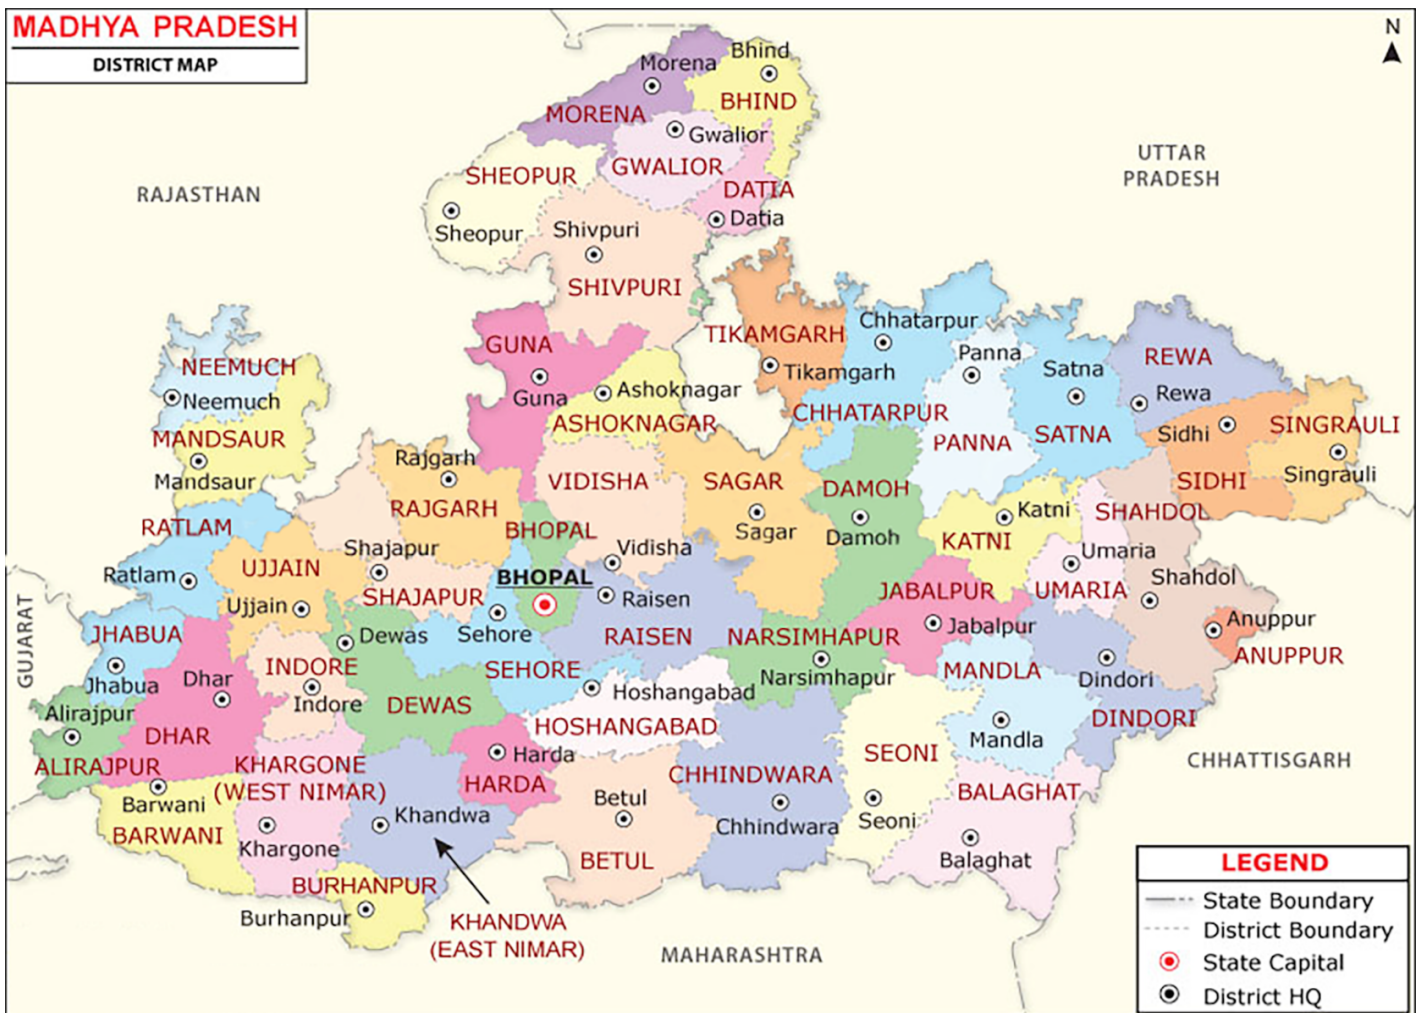 MADHYA PRADESH
DISTRICT MAP
N
RAJASTHAN
UTTAR
PRADESH
GUJARAT
CHHATTISGARH
MAHARASHTRA
Morena
MORENA
Bhind
BHIND
Gwalior
GWALIOR
SHEOPUR
Sheopur
DATIA
Datia
Shivpuri
SHIVPURI
GUNA
Guna
Ashoknagar
ASHOKNAGAR
TIKAMGARH
Tikamgarh
Chhatarpur
CHHATARPUR
Panna
PANNA
Satna
SATNA
REWA
Rewa
Sidhi
SIDHI
SINGRAULI
Singrauli
NEEMUCH
Neemuch
MANDSAUR
Mandsaur
RATLAM
Ratlam
Rajgarh
RAJGARH
VIDISHA
Vidisha
SAGAR
Sagar
DAMOH
Damoh
KATNI
Katni
SHAHDOL
Shahdol
Umaria
UMARIA
Anuppur
ANUPPUR
UJJAIN
Ujjain
Shajapur
SHAJAPUR
BHOPAL
BHOPAL
Sehore
SEHORE
Raisen
RAISEN
NARSIMHAPUR
Narsimhapur
JABALPUR
Jabalpur
MANDLA
Mandla
Dindori
DINDORI
JHABUA
Jhabua
Dhar
DHAR
INDORE
Indore
Dewas
DEWAS
Hoshangabad
HOSHANGABAD
Alirajpur
ALIRAJPUR
Barwani
BARWANI
KHARGONE
(WEST NIMAR)
Khargone
Khandwa
Harda
HARDA
Betul
BETUL
CHHINDWARA
Chhindwara
SEONI
Seoni
BALAGHAT
Balaghat
BURHANPUR
Burhanpur
KHANDWA
(EAST NIMAR)
LEGEND
State Boundary
District Boundary
State Capital
District HQ